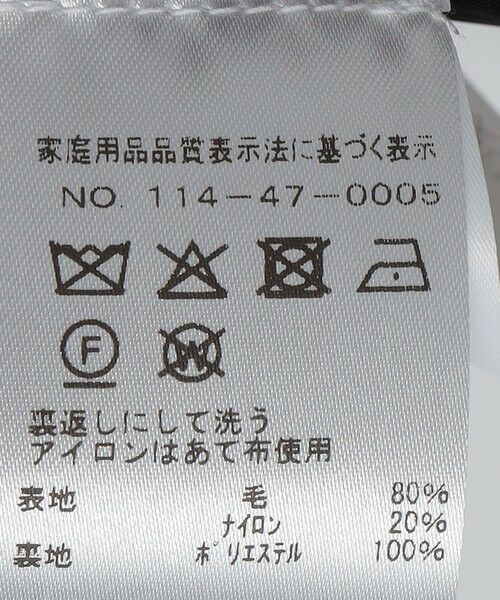 家庭用品品質表示法に基づく表示
NO. 114-47-0005
F
W
裏返しにして洗う
アイロンはあて布使用
表地 毛 80%
ナイロン 20%
裏地 ポリエステル 100%